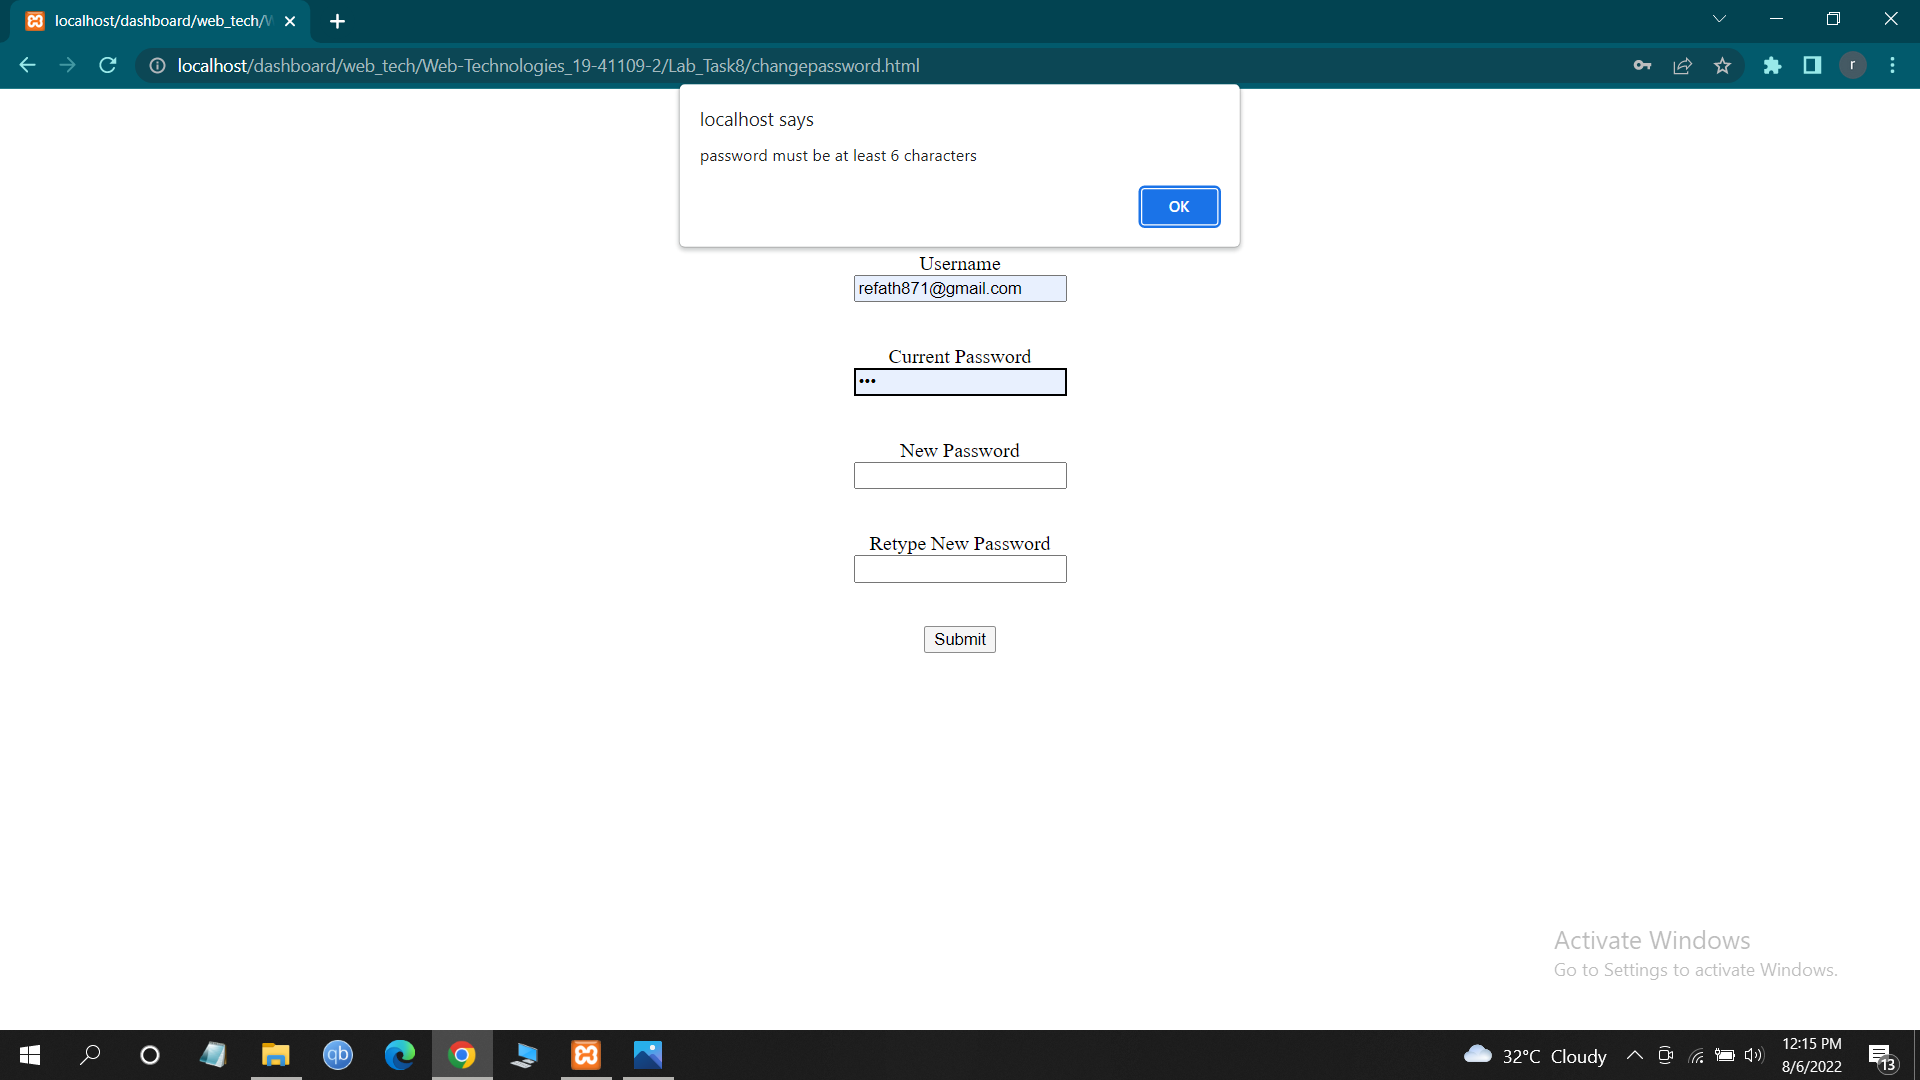 localhost/dashboard/web_tech/W
localhost/dashboard/web_tech/Web-Technologies_19-41109-2/Lab_Task8/changepassword.html
r
localhost says
password must be at least 6 characters
OK
Username
refath871@gmail.com
Current Password
•••
New Password
Retype New Password
Submit
Activate Windows
Go to Settings to activate Windows.
qb
32°C Cloudy
12:15 PM
8/6/2022
13